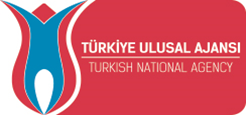 TÜRKİYE ULUSAL AJANSI
TURKISH NATIONAL AGENCY